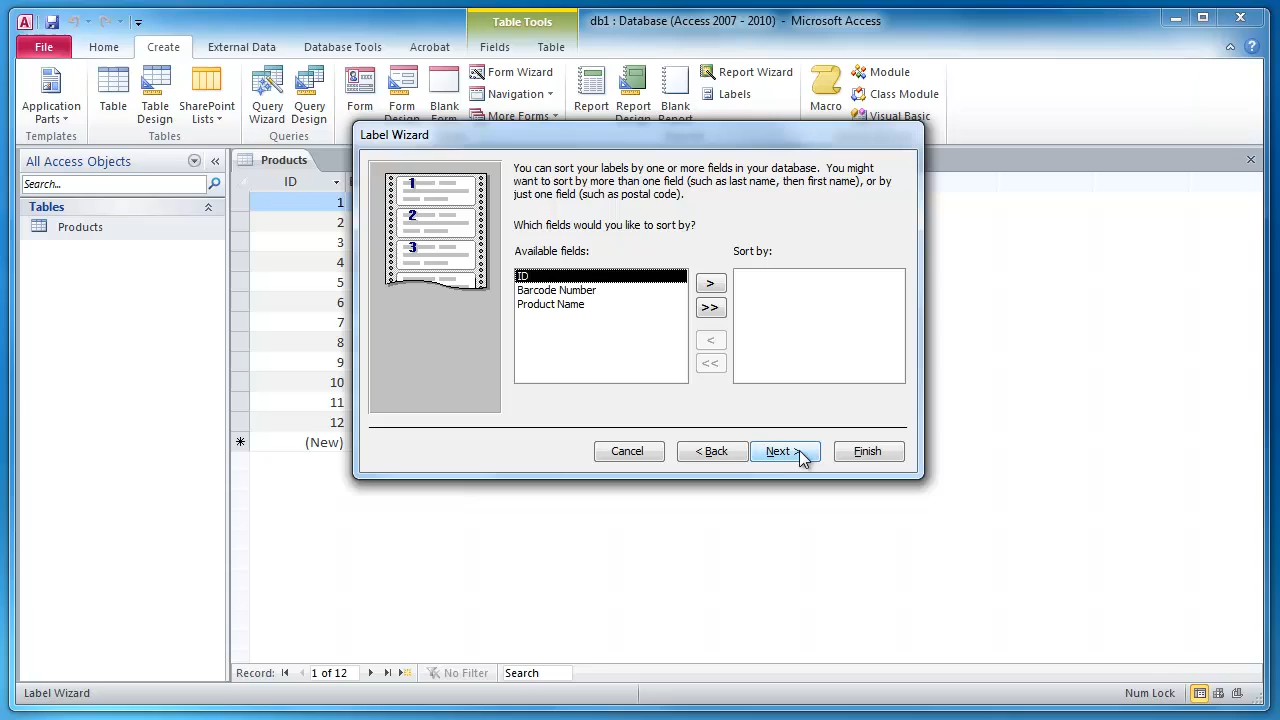 Table Tools
db1 : Database (Access 2007 - 2010) - Microsoft Access
File Home Create External Data Database Tools Acrobat Fields Table
Application Parts
Table
Table Design
SharePoint Lists
Query Wizard
Query Design
Form
Form
Blank
Form Wizard
Navigation
More Forms
Report
Report
Blank
Report Wizard
Labels
Macro
Module
Class Module
Visual Basic
Templates Tables Queries
All Access Objects
Search...
Tables
Products
Products
ID
1
2
3
4
5
6
7
8
9
10
11
12
(New)
Label Wizard
1
2
3
You can sort your labels by one or more fields in your database. You might
want to sort by more than one field (such as last name, then first name), or by
just one field (such as postal code).
Which fields would you like to sort by?
Available fields: Sort by:
ID
Barcode Number
Product Name
>
>>
<
<<
Cancel < Back Next > Finish
Record: 1 of 12 No Filter Search
Label Wizard Num Lock